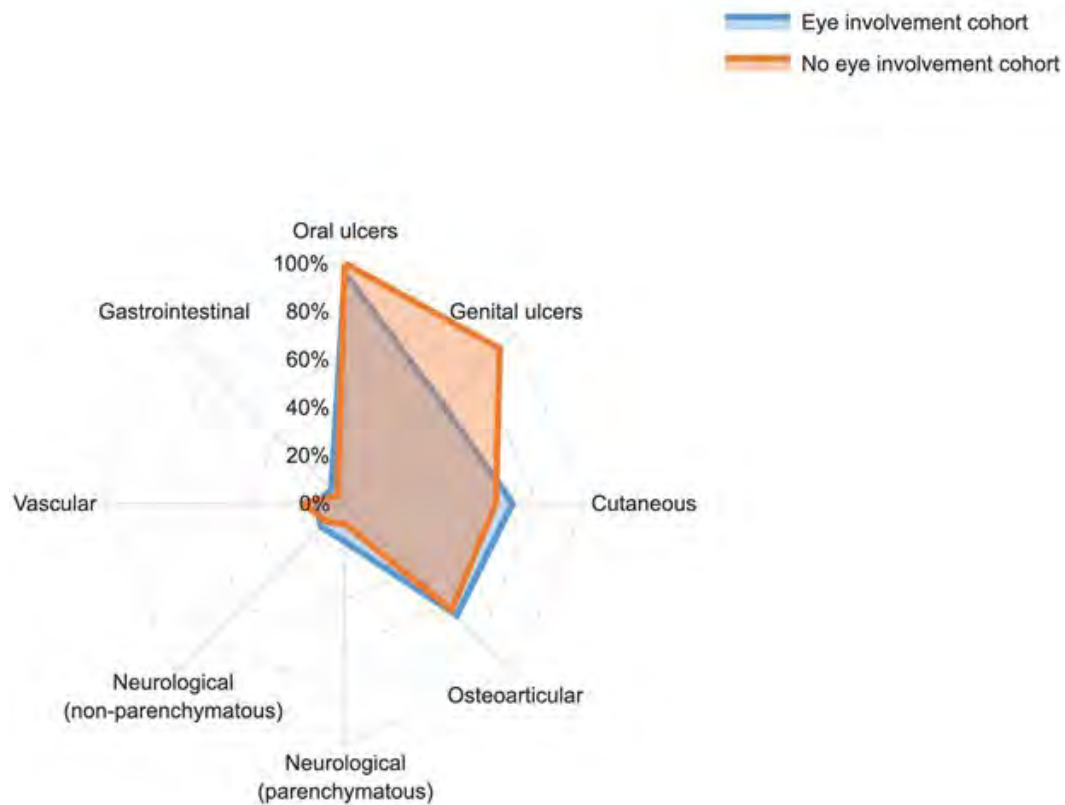 Eye involvement cohort
No eye involvement cohort
Oral ulcers
100%
Gastrointestinal
80%
Genital ulcers
60%
40%
20%
Vascular
0%
Cutaneous
Neurological
(non-parenchymatous)
Osteoarticular
Neurological
(parenchymatous)